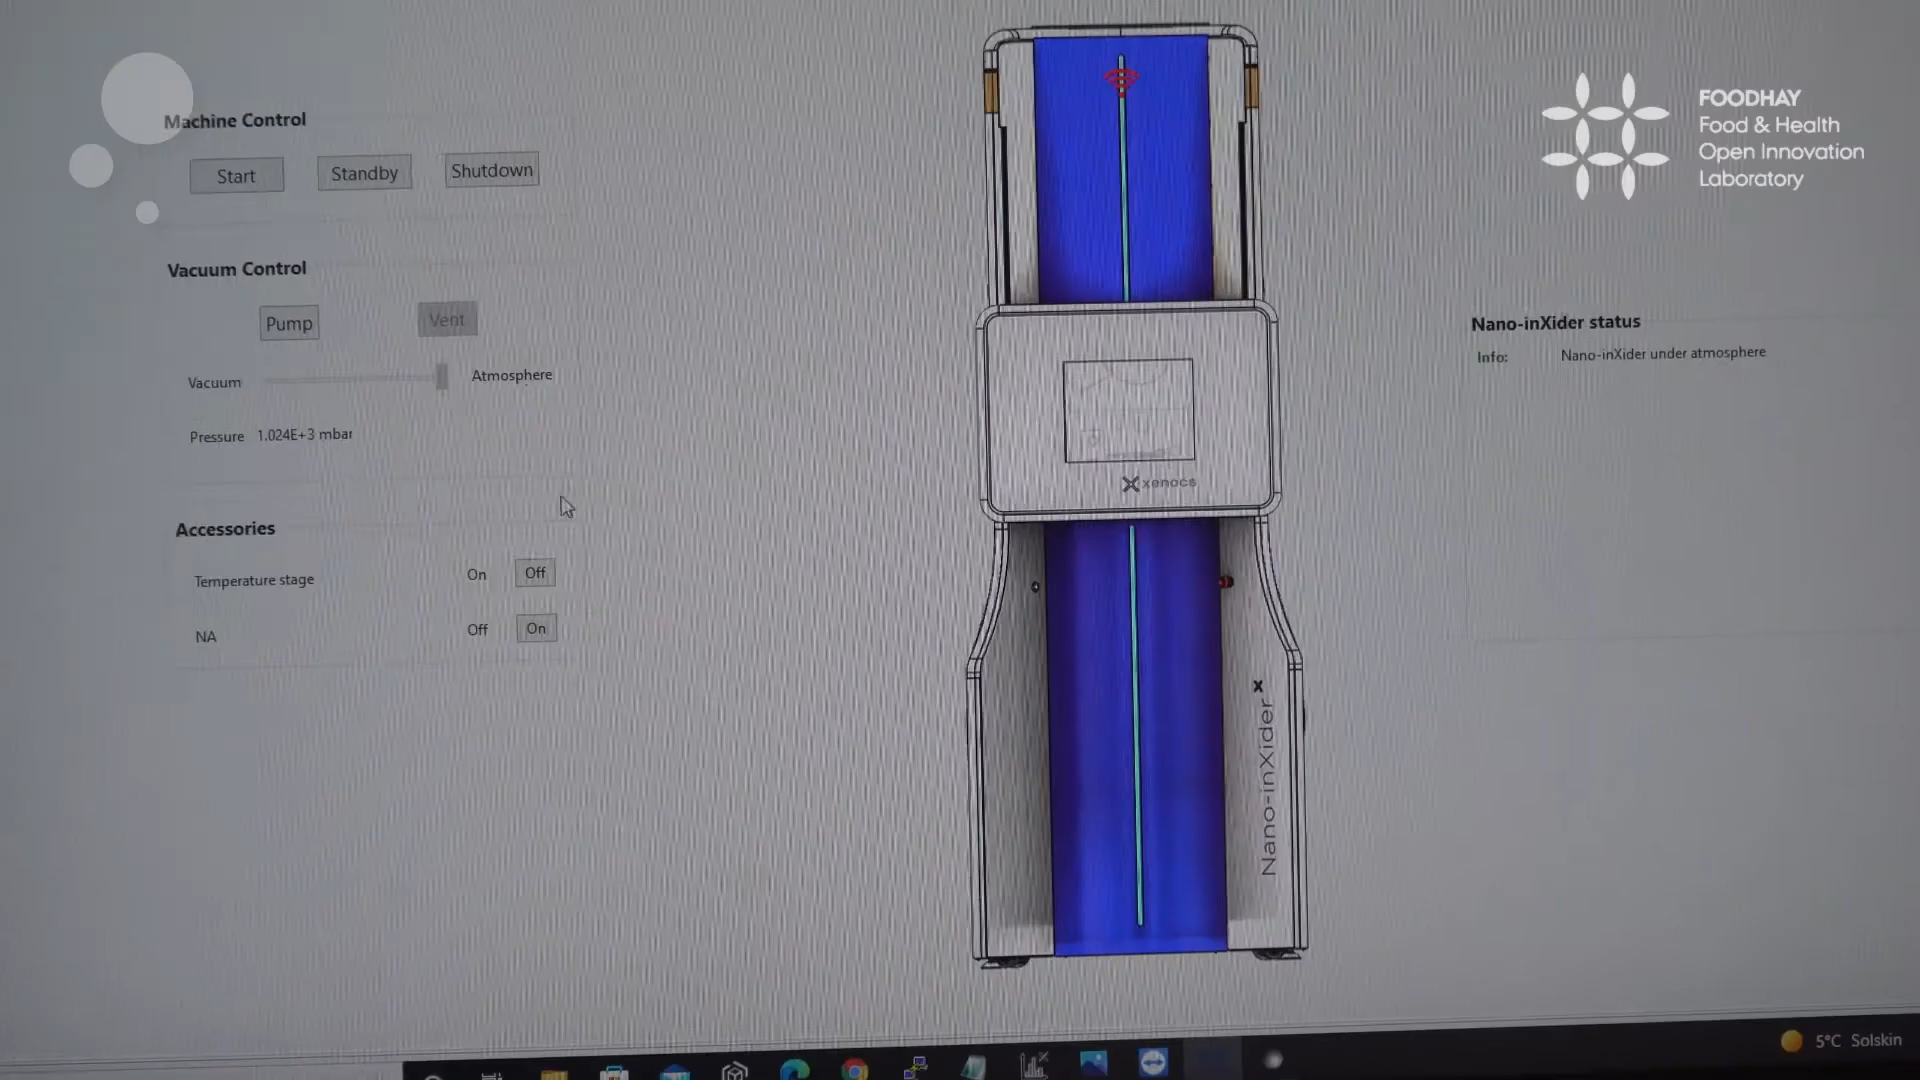 Machine Control
Start Standby Shutdown
Vacuum Control
Pump Vent
Vacuum Atmosphere
Pressure 1.024E+3 mbar
Accessories
Temperature stage On Off
NA Off On
xenocs
Nano-inXider
Nano-inXider status
Info: Nano-inXider under atmosphere
FOODHAY
Food & Health
Open Innovation
Laboratory
5°C Solskin